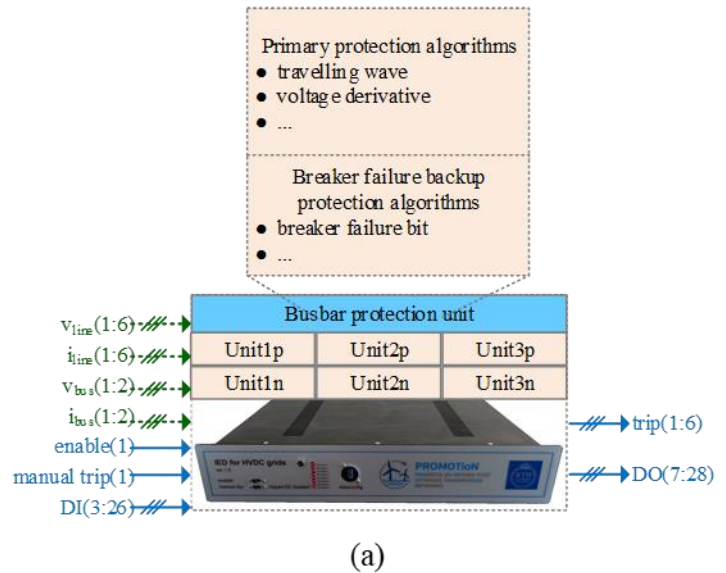 Primary protection algorithms
● travelling wave
● voltage derivative
● ...
Breaker failure backup
protection algorithms
● breaker failure bit
● ...
Busbar protection unit
Unit1p Unit2p Unit3p
Unit1n Unit2n Unit3n
vline(1:6)
iline(1:6)
vbus(1:2)
ibus(1:2)
enable(1)
manual trip(1)
DI(3:26)
trip(1:6)
DO(7:28)
IED for HVDC grids
PROMOTioN
(a)